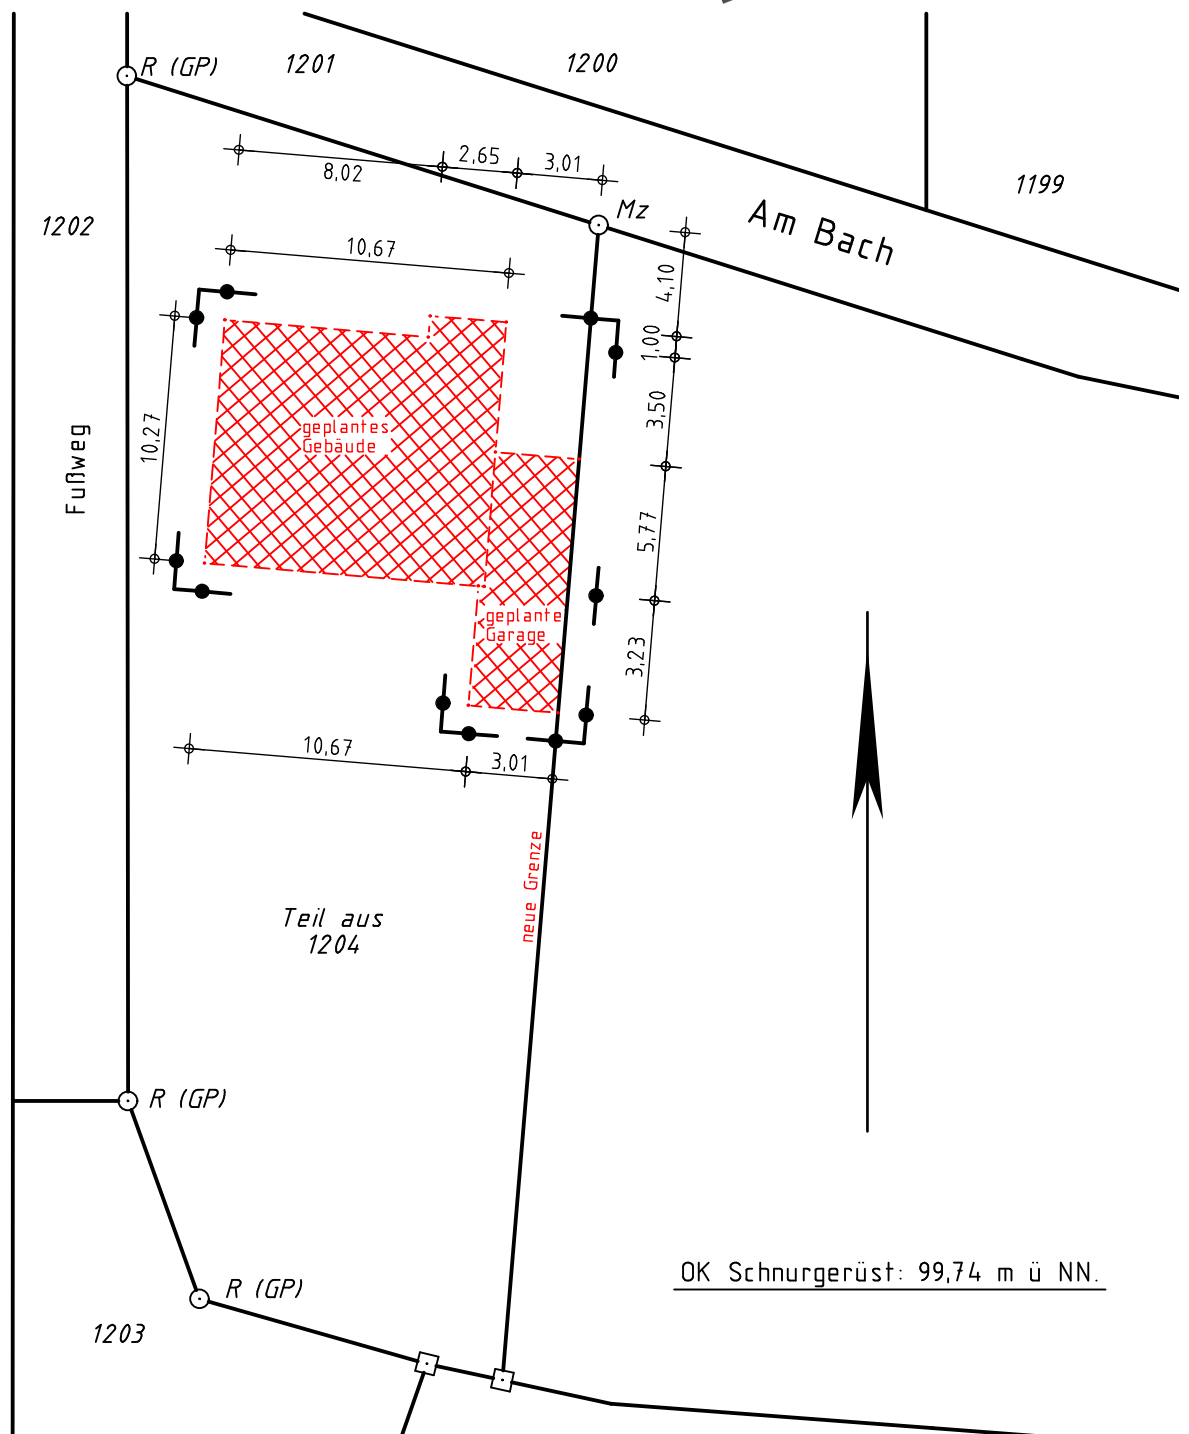 R (GP)
1201
1200
1199
8,02
2,65
3,01
Mz
Am Bach
1202
10,67
4,10
1,00
3,50
10,27
geplantes
Gebäude
Fußweg
5,77
geplante
Garage
3,23
10,67
3,01
neue Grenze
Teil aus
1204
R (GP)
R (GP)
OK Schnurgerüst: 99,74 m ü NN.
1203